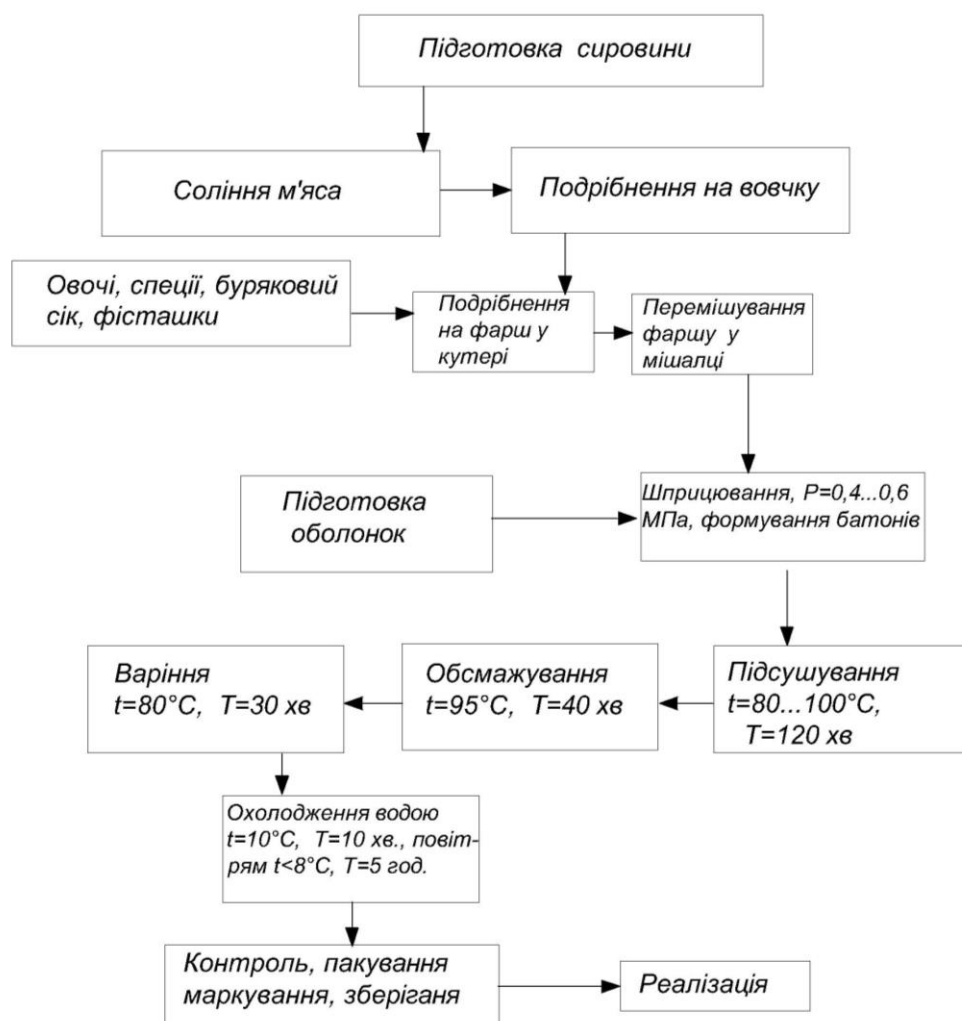 Підготовка сировини
Соління м'яса
Подрібнення на вовчку
Овочі, спеції, буряковий
сік, фісташки
Подрібнення
на фарш у
кутері
Перемішування
фаршу у
мішалці
Підготовка
оболонок
Шприцювання, P=0,4...0,6
МПа, формування батонів
Варіння
t=80°C, T=30 хв
Обсмажування
t=95°C, T=40 хв
Підсушування
t=80...100°C,
T=120 хв
Охолодження водою
t=10°C, T=10 хв., повіт-
рям t<8°C, T=5 год.
Контроль, пакування
маркування, зберіганя
Реалізація